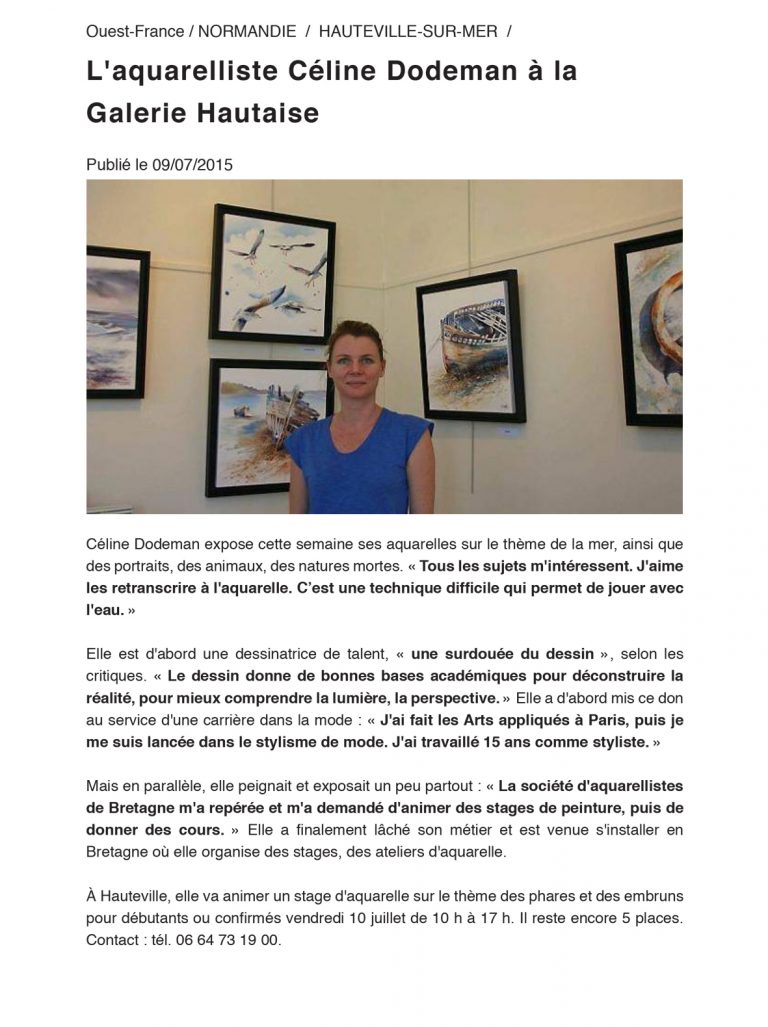 Ouest-France / NORMANDIE / HAUTEVILLE-SUR-MER /
L'aquarelliste Céline Dodeman à la
Galerie Hautaise
Publié le 09/07/2015
Céline Dodeman expose cette semaine ses aquarelles sur le thème de la mer, ainsi que
des portraits, des animaux, des natures mortes. « Tous les sujets m'intéressent. J'aime
les retranscrire à l'aquarelle. C’est une technique difficile qui permet de jouer avec
l'eau. »
Elle est d'abord une dessinatrice de talent, « une surdouée du dessin », selon les
critiques. « Le dessin donne de bonnes bases académiques pour déconstruire la
réalité, pour mieux comprendre la lumière, la perspective. » Elle a d'abord mis ce don
au service d'une carrière dans la mode : « J'ai fait les Arts appliqués à Paris, puis je
me suis lancée dans le stylisme de mode. J'ai travaillé 15 ans comme styliste. »
Mais en parallèle, elle peignait et exposait un peu partout : « La société d'aquarellistes
de Bretagne m'a repérée et m'a demandé d'animer des stages de peinture, puis de
donner des cours. » Elle a finalement lâché son métier et est venue s'installer en
Bretagne où elle organise des stages, des ateliers d'aquarelle.
À Hauteville, elle va animer un stage d'aquarelle sur le thème des phares et des embruns
pour débutants ou confirmés vendredi 10 juillet de 10 h à 17 h. Il reste encore 5 places.
Contact : tél. 06 64 73 19 00.